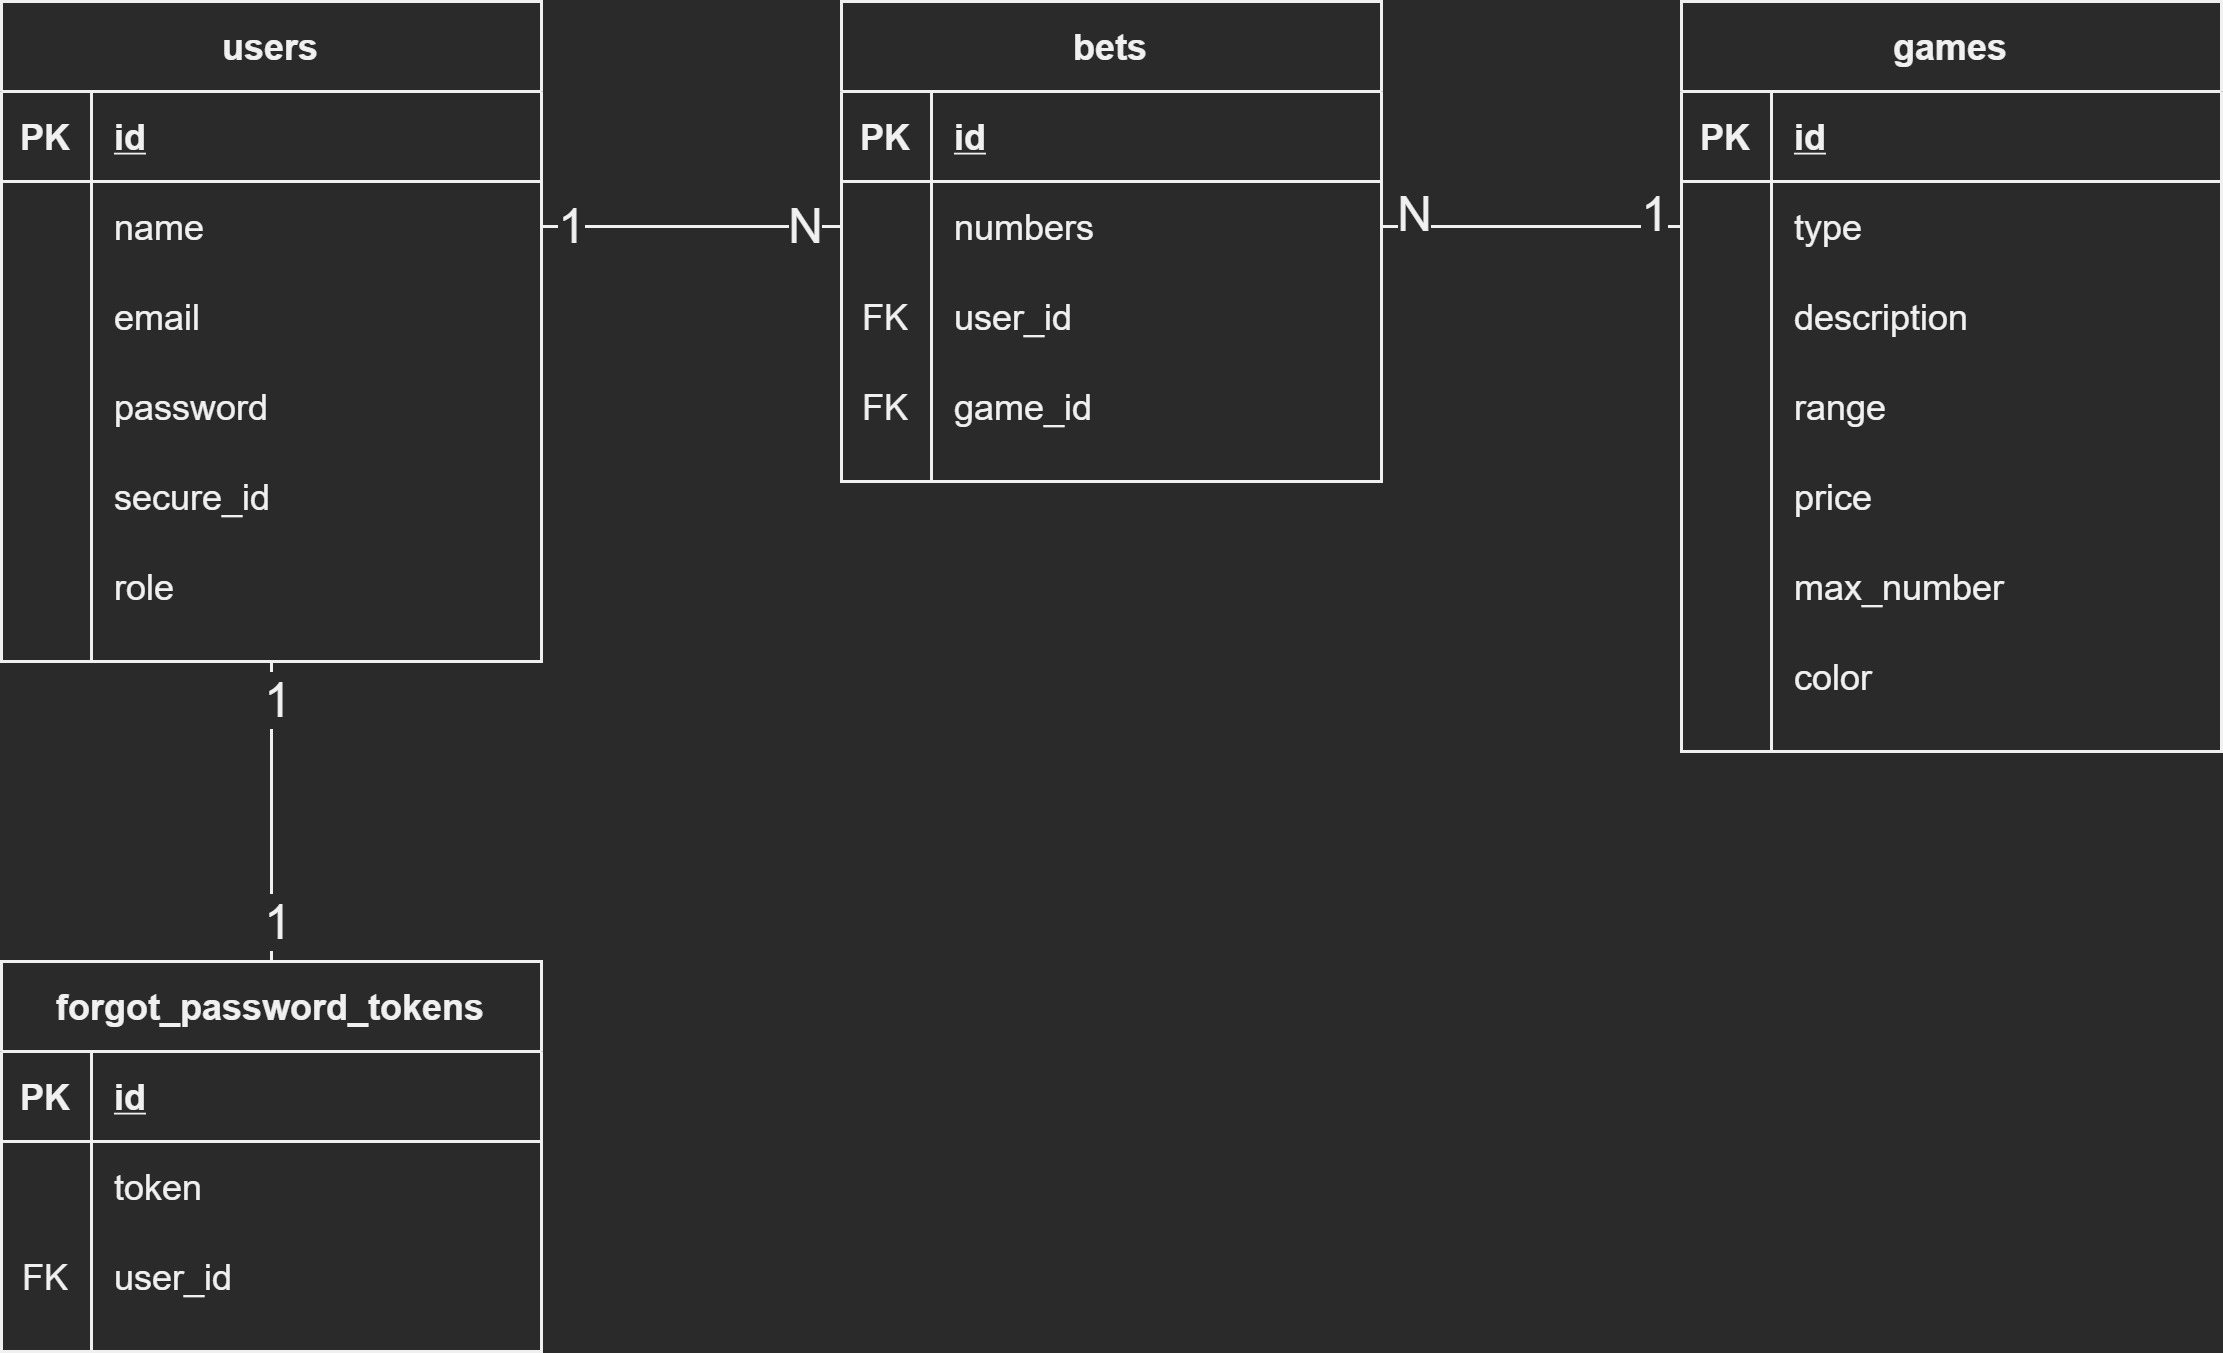 users
PK id
name
email
password
secure_id
role
1 N
bets
PK id
numbers
FK user_id
FK game_id
N 1
games
PK id
type
description
range
price
max_number
color
1
1
forgot_password_tokens
PK id
token
FK user_id